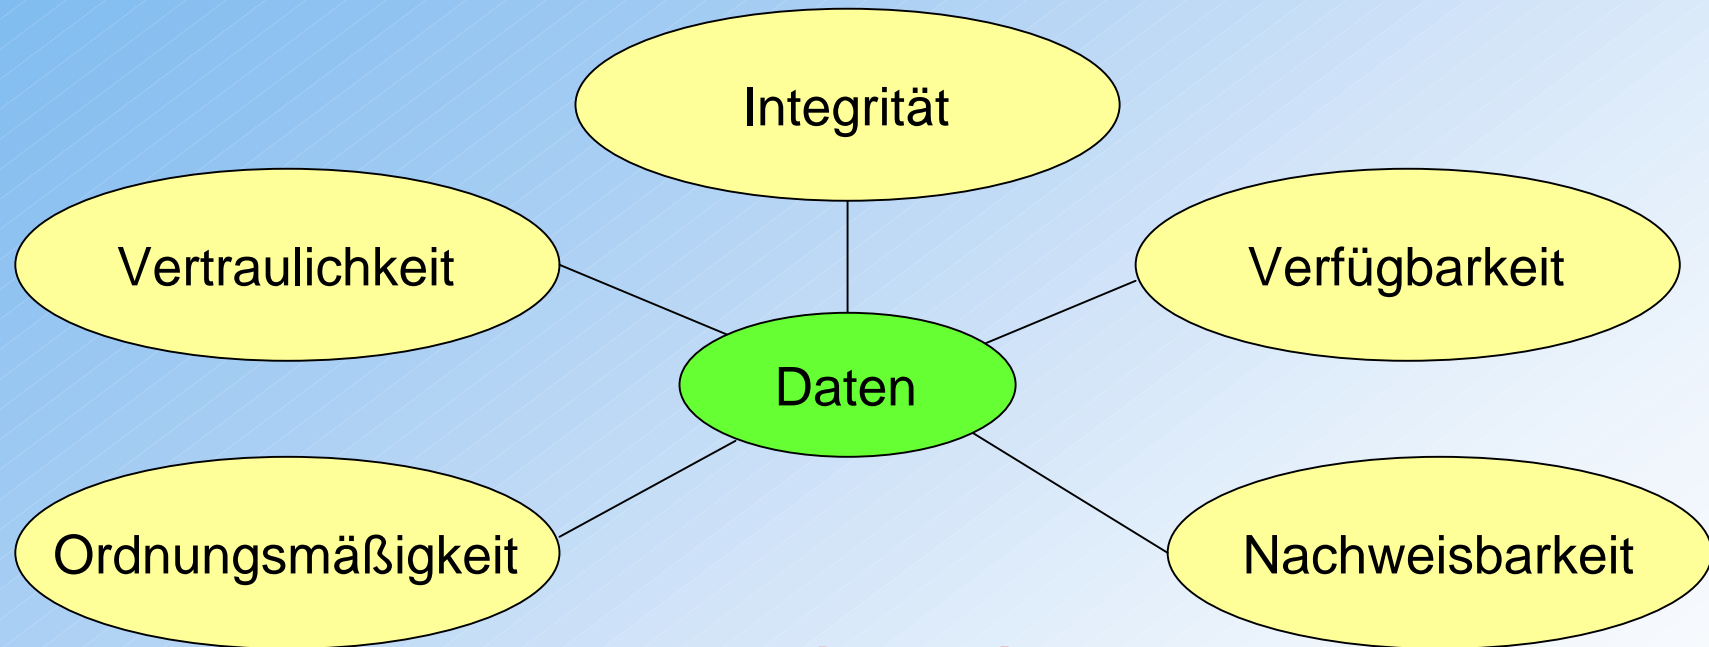 Integrität
Vertraulichkeit
Verfügbarkeit
Daten
Ordnungsmäßigkeit
Nachweisbarkeit